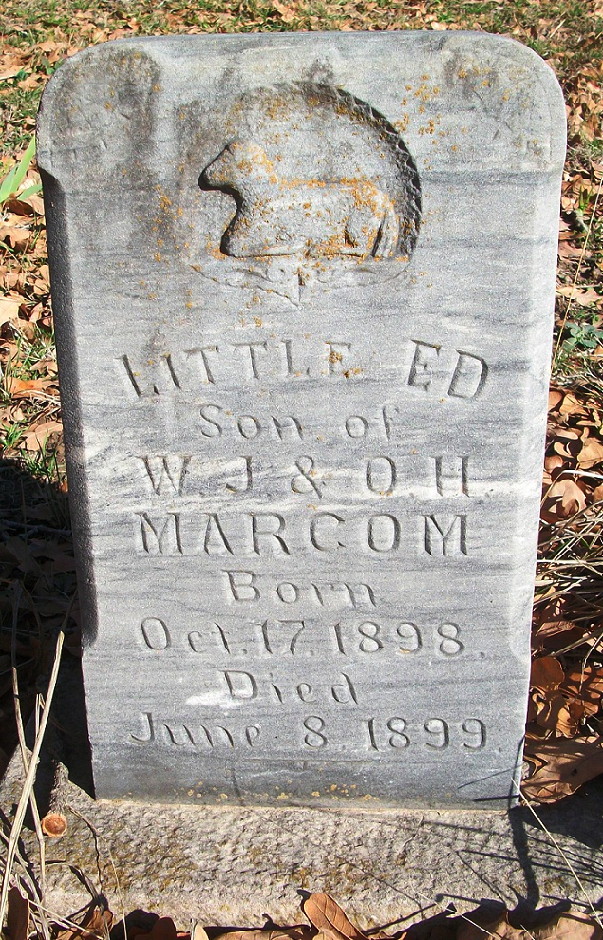 LITTLE ED
Son of
W. J. & O. H.
MARCOM
Born
Oct. 17. 1898.
Died
June 8. 1899.